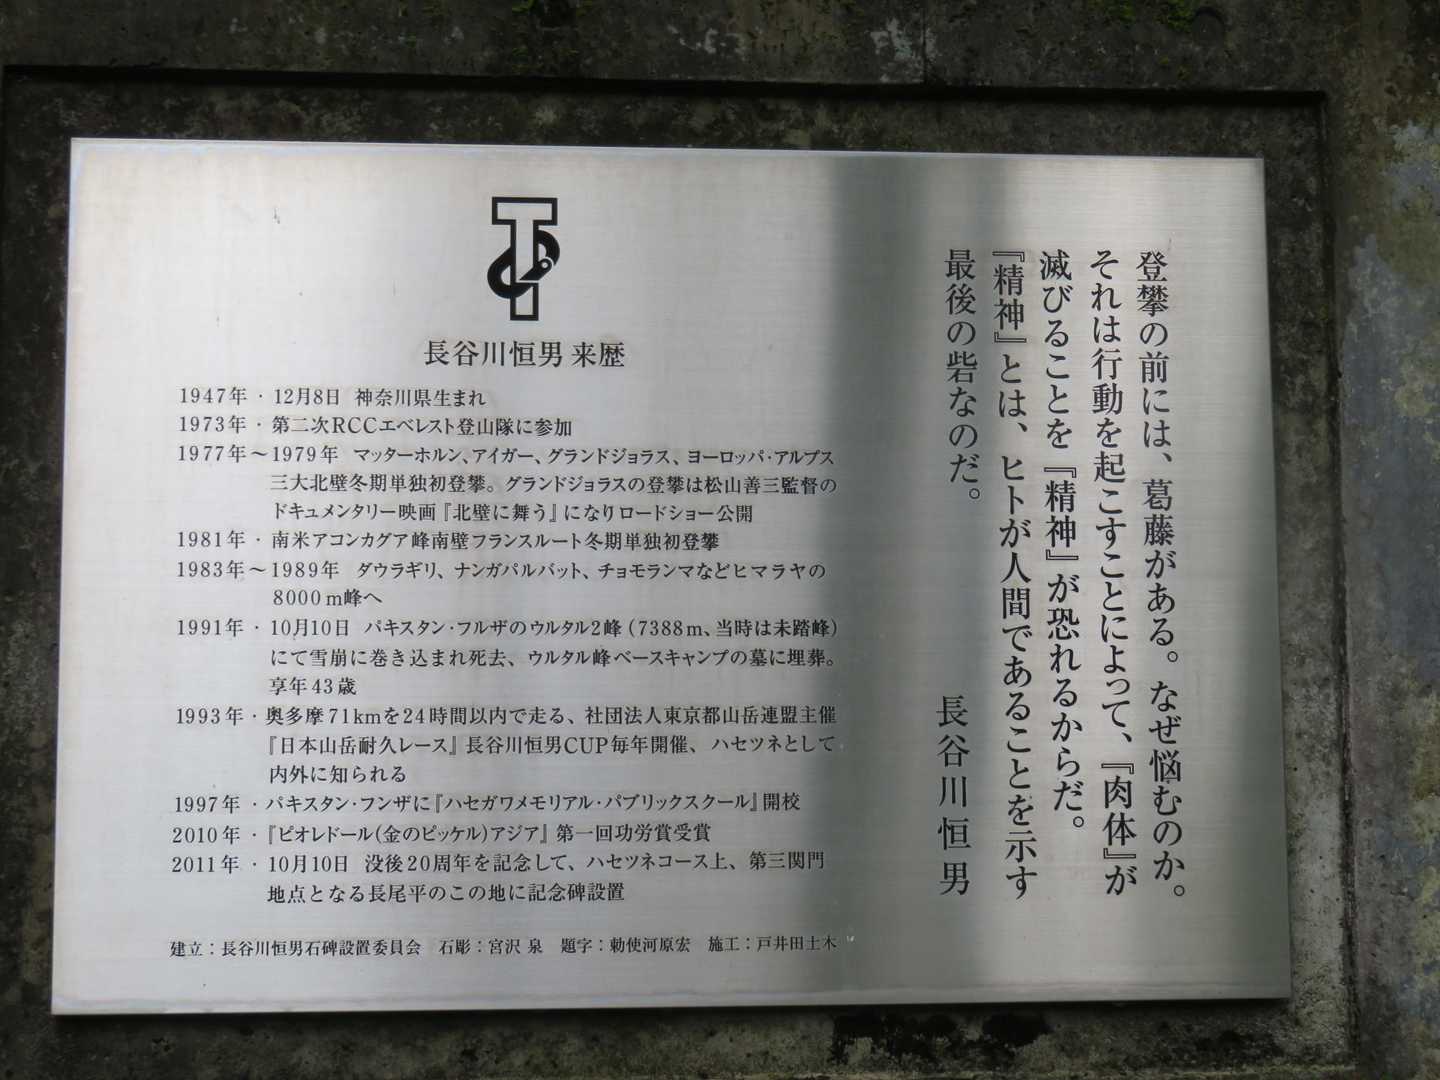 登攀の前には、葛藤がある。なぜ悩むのか。
それは行動を起こすことによって、『肉体』が
滅びることを『精神』が恐れるからだ。
『精神』とは、ヒトが人間であることを示す
最後の砦なのだ。
長谷川恒男
長谷川恒男 来歴
1947年・12月8日 神奈川県生まれ
1973年・第二次RCCエベレスト登山隊に参加
1977年～1979年 マッターホルン、アイガー、グランドジョラス、ヨーロッパ・アルプス
三大北壁冬期単独初登攀。グランドジョラスの登攀は松山善三監督の
ドキュメンタリー映画『北壁に舞う』になりロードショー公開
1981年・南米アコンカグア峰南壁フランスルート冬期単独初登攀
1983年～1989年 ダウラギリ、ナンガパルバット、チョモランマなどヒマラヤの
8000m峰へ
1991年・10月10日 パキスタン・フルザのウルタル2峰（7388m、当時は未踏峰）
にて雪崩に巻き込まれ死去、ウルタル峰ベースキャンプの墓に埋葬。
享年43歳
1993年・奥多摩71kmを24時間以内で走る、社団法人東京都山岳連盟主催
『日本山岳耐久レース』長谷川恒男CUP毎年開催、ハセツネとして
内外に知られる
1997年・パキスタン・フンザに『ハセガワメモリアル・パブリックスクール』開校
2010年・『ピオレドール(金のピッケル)アジア』第一回功労賞受賞
2011年・10月10日 没後20周年を記念して、ハセツネコース上、第三関門
地点となる長尾平のこの地に記念碑設置
建立：長谷川恒男石碑設置委員会 石彫：宮沢 泉 題字：勅使河原宏 施工：戸井田土木